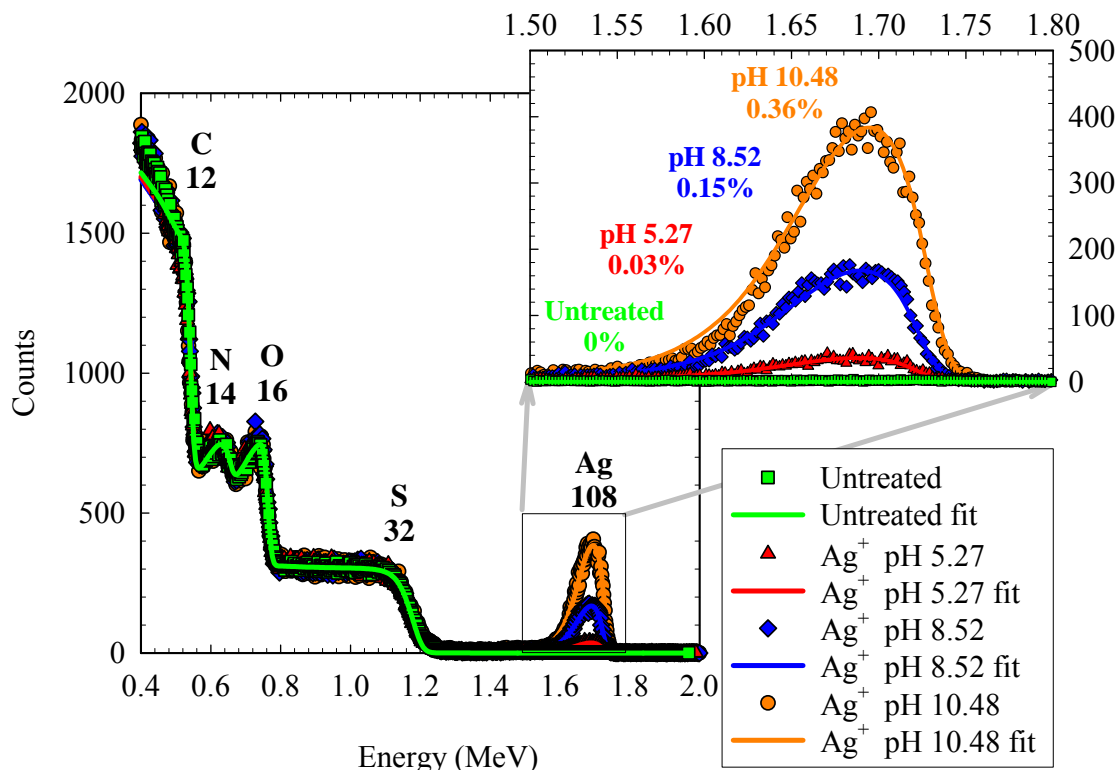 1.50 1.55 1.60 1.65 1.70 1.75 1.80
500
400
300
200
100
0
pH 10.48
0.36%
pH 8.52
0.15%
pH 5.27
0.03%
Untreated
0%
2000
1500
1000
500
0
Counts
C
12
N
14
O
16
S
32
Ag
108
0.4 0.6 0.8 1.0 1.2 1.4 1.6 1.8 2.0
Energy (MeV)
Untreated
Untreated fit
Ag⁺ pH 5.27
Ag⁺ pH 5.27 fit
Ag⁺ pH 8.52
Ag⁺ pH 8.52 fit
Ag⁺ pH 10.48
Ag⁺ pH 10.48 fit